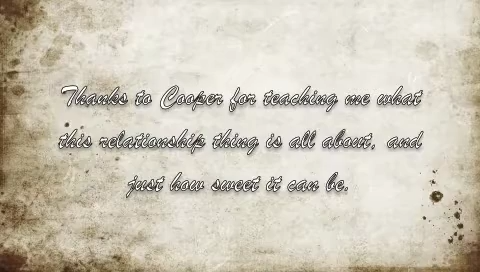 Thanks to Cooper for teaching me what
this relationship thing is all about, and
just how sweet it can be.